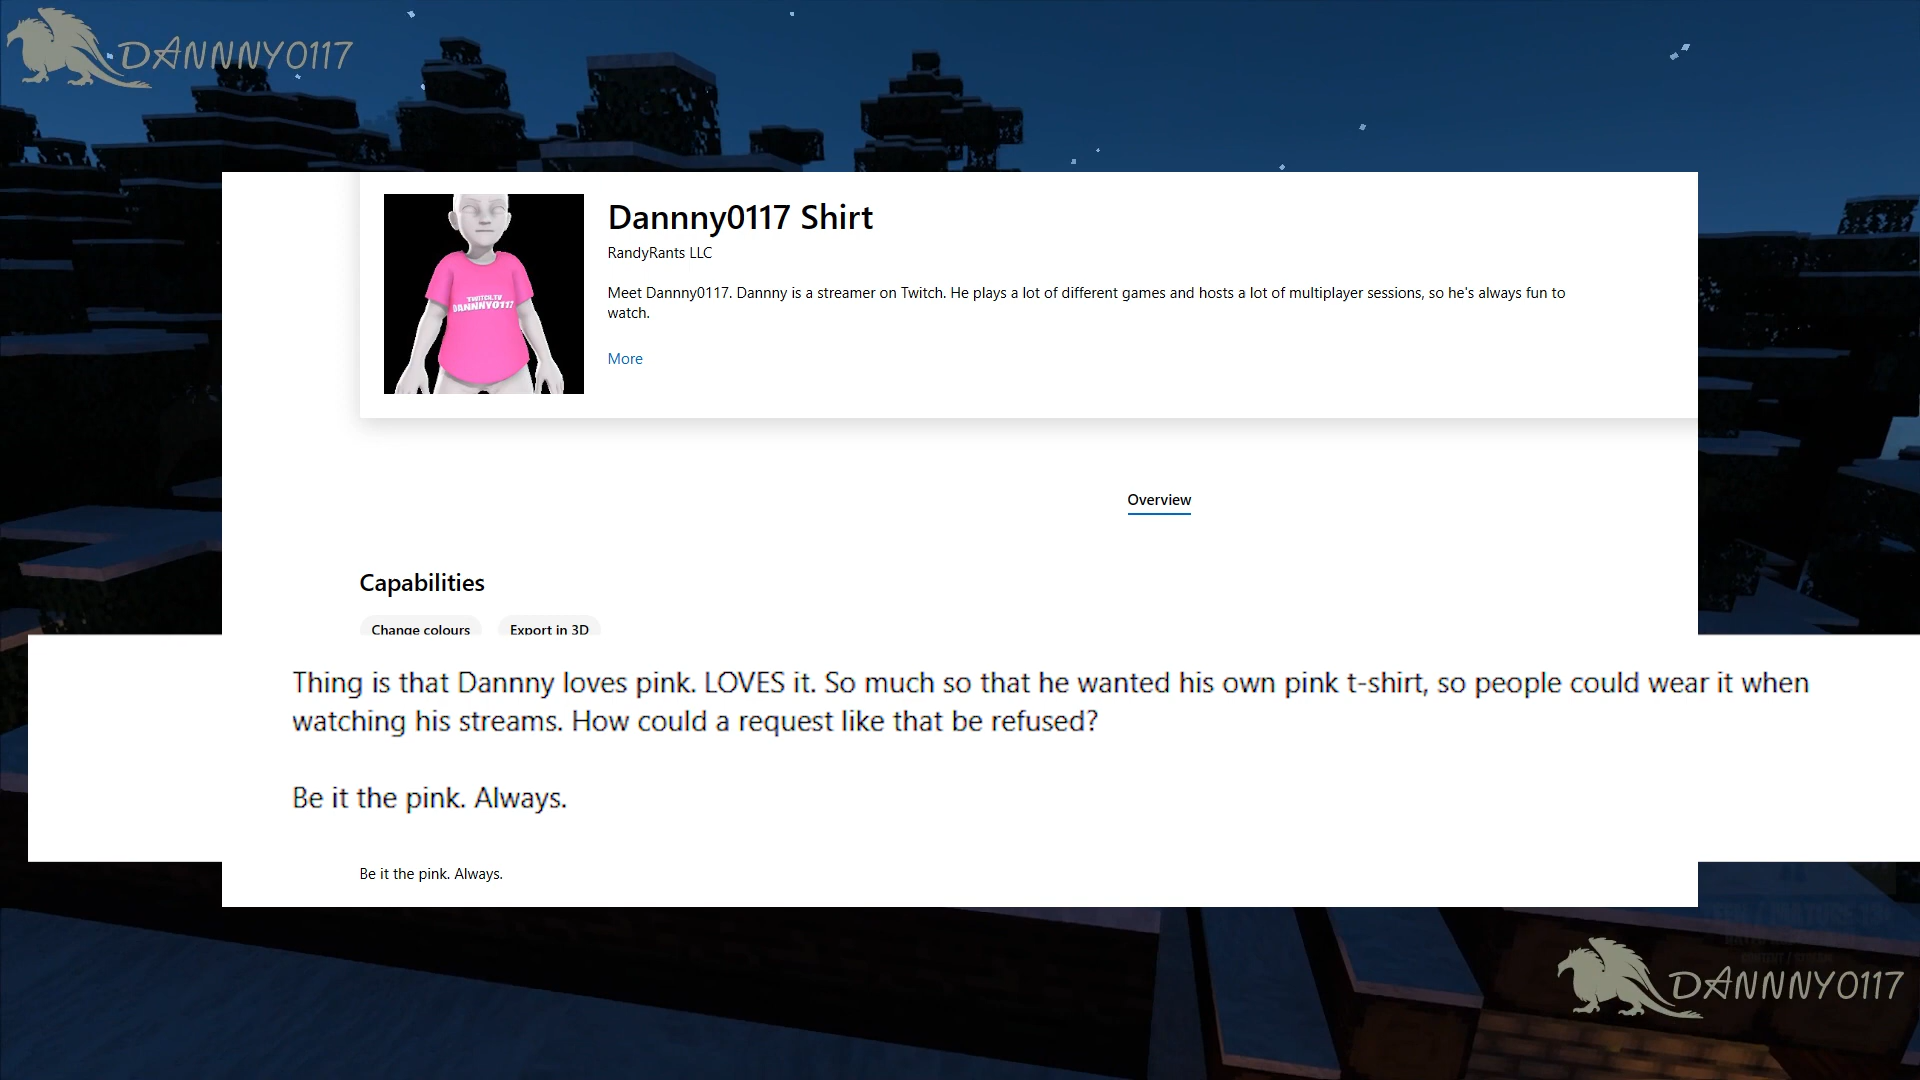 DANNNY0117
Dannny0117 Shirt
RandyRants LLC
TWITCH.TV
DANNNY0117
Meet Dannny0117. Dannny is a streamer on Twitch. He plays a lot of different games and hosts a lot of multiplayer sessions, so he's always fun to
watch.
More
Overview
Capabilities
Change colours Export in 3D
Thing is that Dannny loves pink. LOVES it. So much so that he wanted his own pink t-shirt, so people could wear it when
watching his streams. How could a request like that be refused?
Be it the pink. Always.
Be it the pink. Always.
CONTENT / STREAM
DANNNY0117